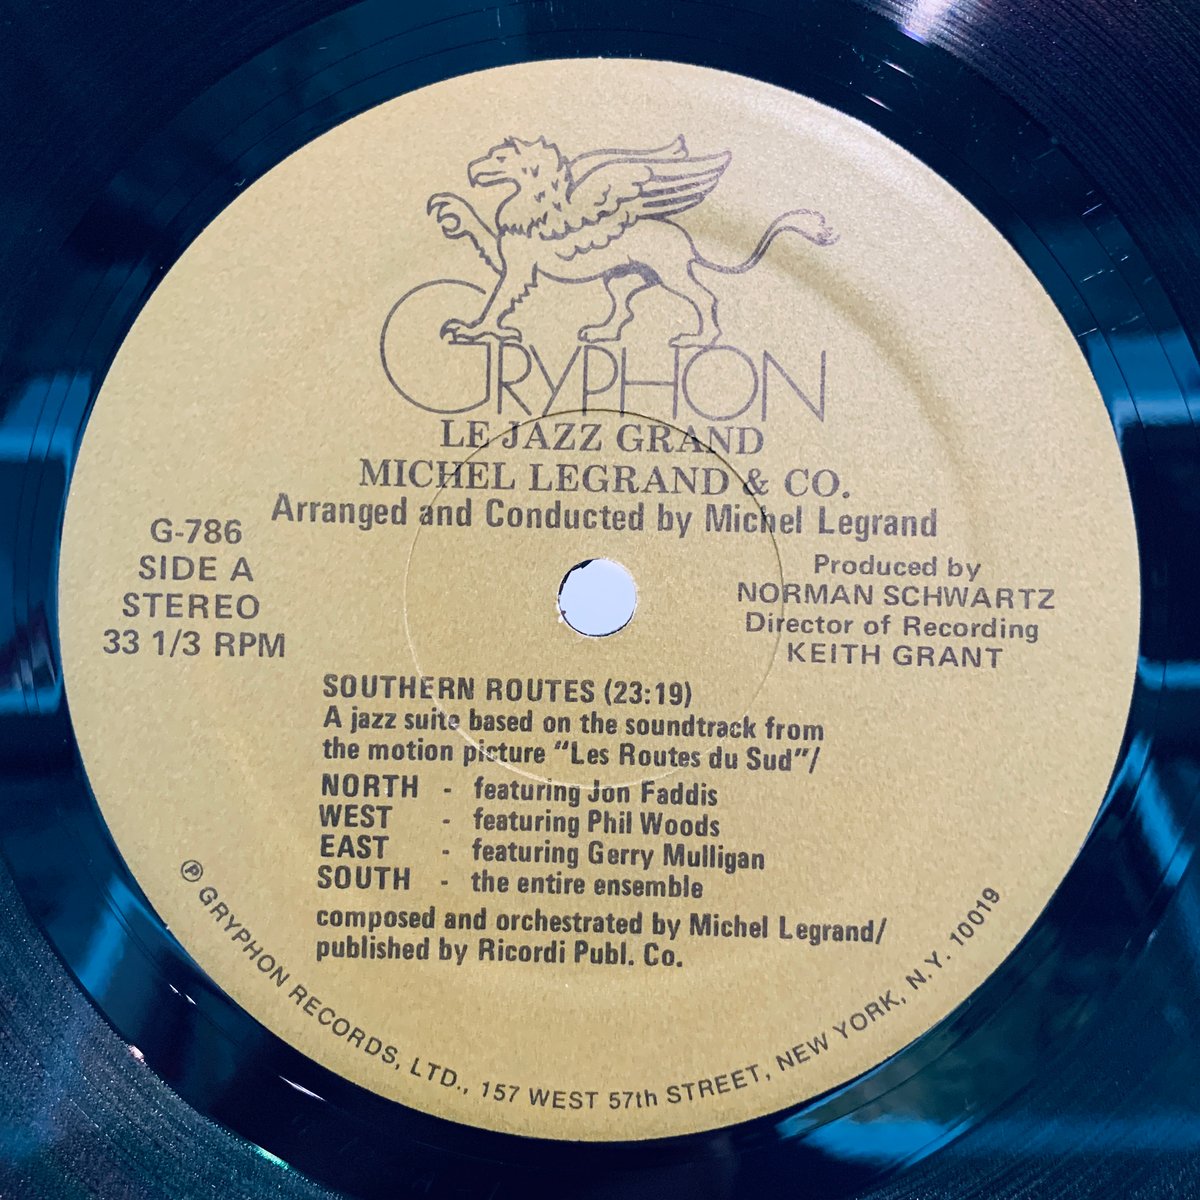 GRYPHON
LE JAZZ GRAND
MICHEL LEGRAND & CO.
Arranged and Conducted by Michel Legrand
G-786
SIDE A
STEREO
33 1/3 RPM
Produced by
NORMAN SCHWARTZ
Director of Recording
KEITH GRANT
SOUTHERN ROUTES (23:19)
A jazz suite based on the soundtrack from
the motion picture "Les Routes du Sud"/
NORTH - featuring Jon Faddis
WEST - featuring Phil Woods
EAST - featuring Gerry Mulligan
SOUTH - the entire ensemble
composed and orchestrated by Michel Legrand/
published by Ricordi Publ. Co.
℗ GRYPHON RECORDS, LTD., 157 WEST 57th STREET, NEW YORK, N.Y. 10019